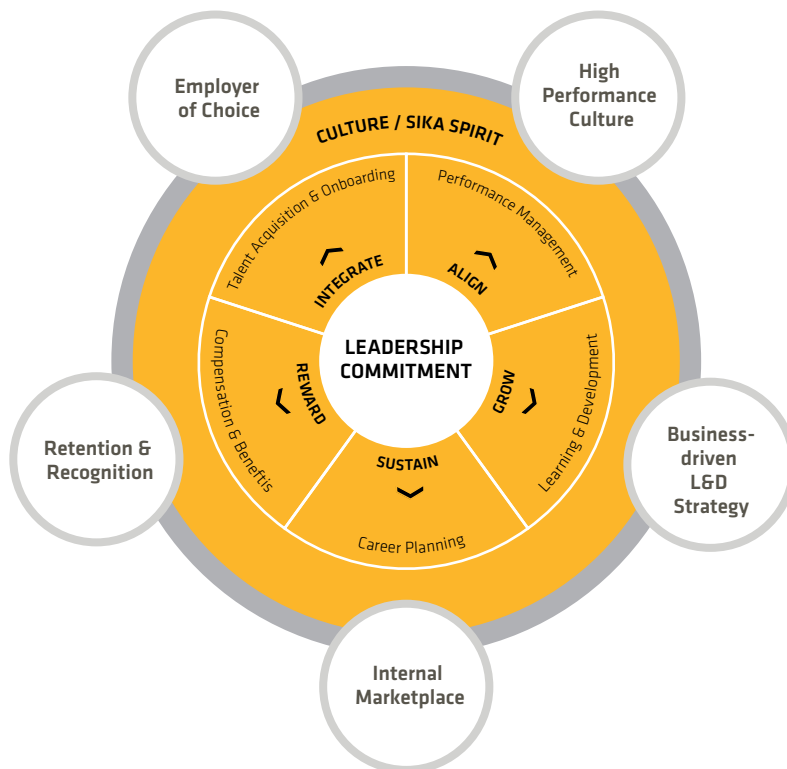 Employer
of Choice
High
Performance
Culture
CULTURE / SIKA SPIRIT
Talent Acquisition & Onboarding
Performance Management
INTEGRATE
ALIGN
LEADERSHIP
COMMITMENT
Compensation & Beneftis
REWARD
GROW
Learning & Development
Retention &
Recognition
Business-
driven
L&D
Strategy
SUSTAIN
Career Planning
Internal
Marketplace